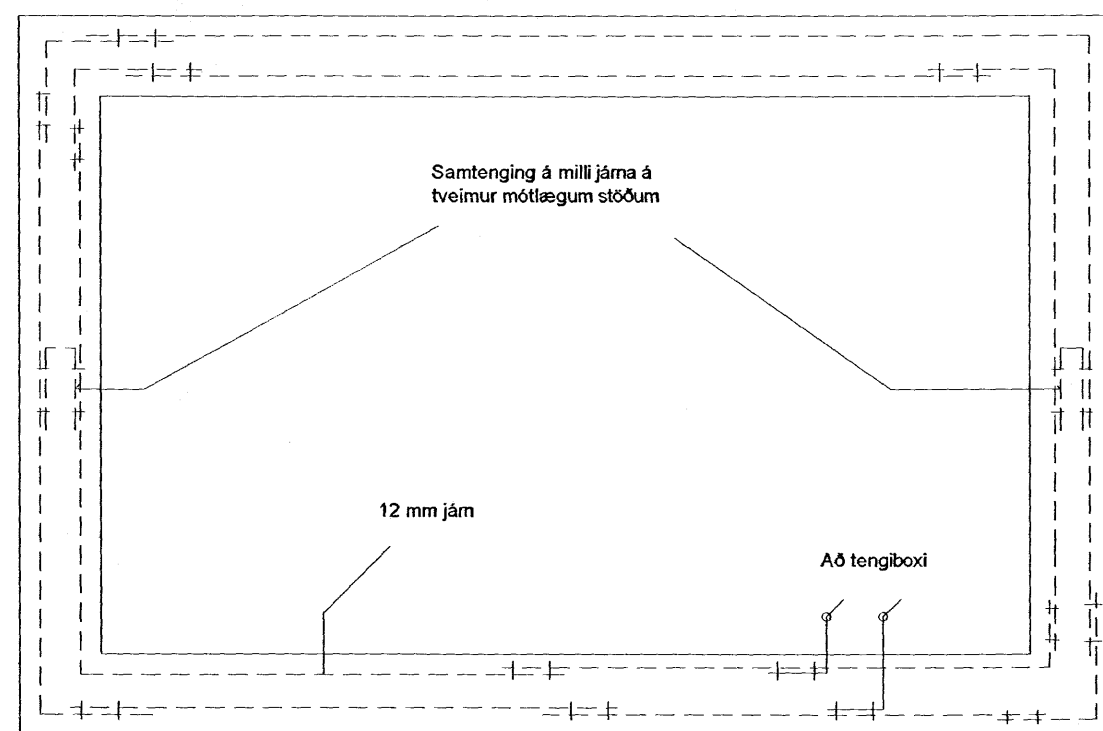 Samtenging á milli járna á
tveimur mótlægum stöðum
12 mm járn
Að tengiboxi